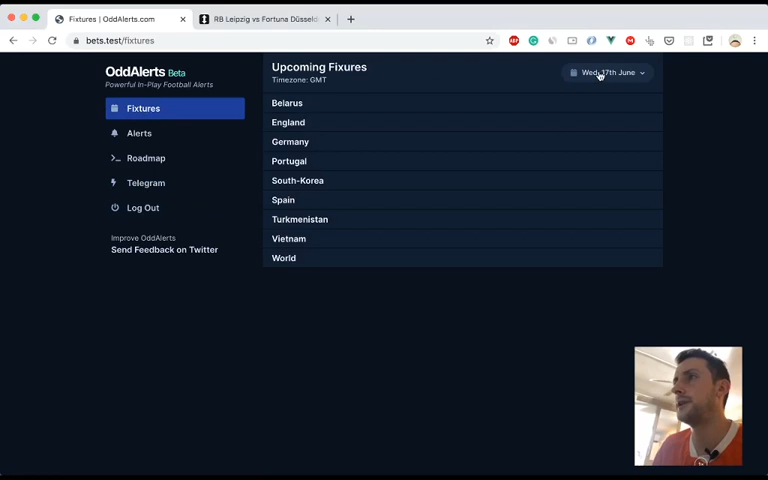 Fixtures | OddAlerts.com
RB Leipzig vs Fortuna Düsseld
bets.test/fixtures
OddAlerts Beta
Powerful In-Play Football Alerts
Fixtures
Alerts
Roadmap
Telegram
Log Out
Improve OddAlerts
Send Feedback on Twitter
Upcoming Fixures
Timezone: GMT
Wed 17th June
Belarus
England
Germany
Portugal
South-Korea
Spain
Turkmenistan
Vietnam
World